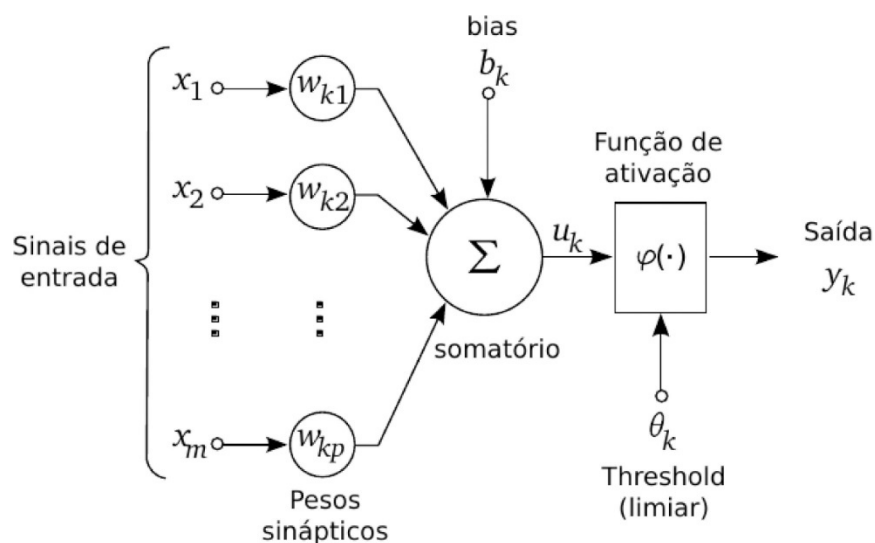 bias
b_k
x_1
w_k1
Função de
ativação
x_2
w_k2
Sinais de
entrada
Σ
u_k
φ(·)
Saída
y_k
somatório
x_m
w_kp
θ_k
Pesos
sinápticos
Threshold
(limiar)